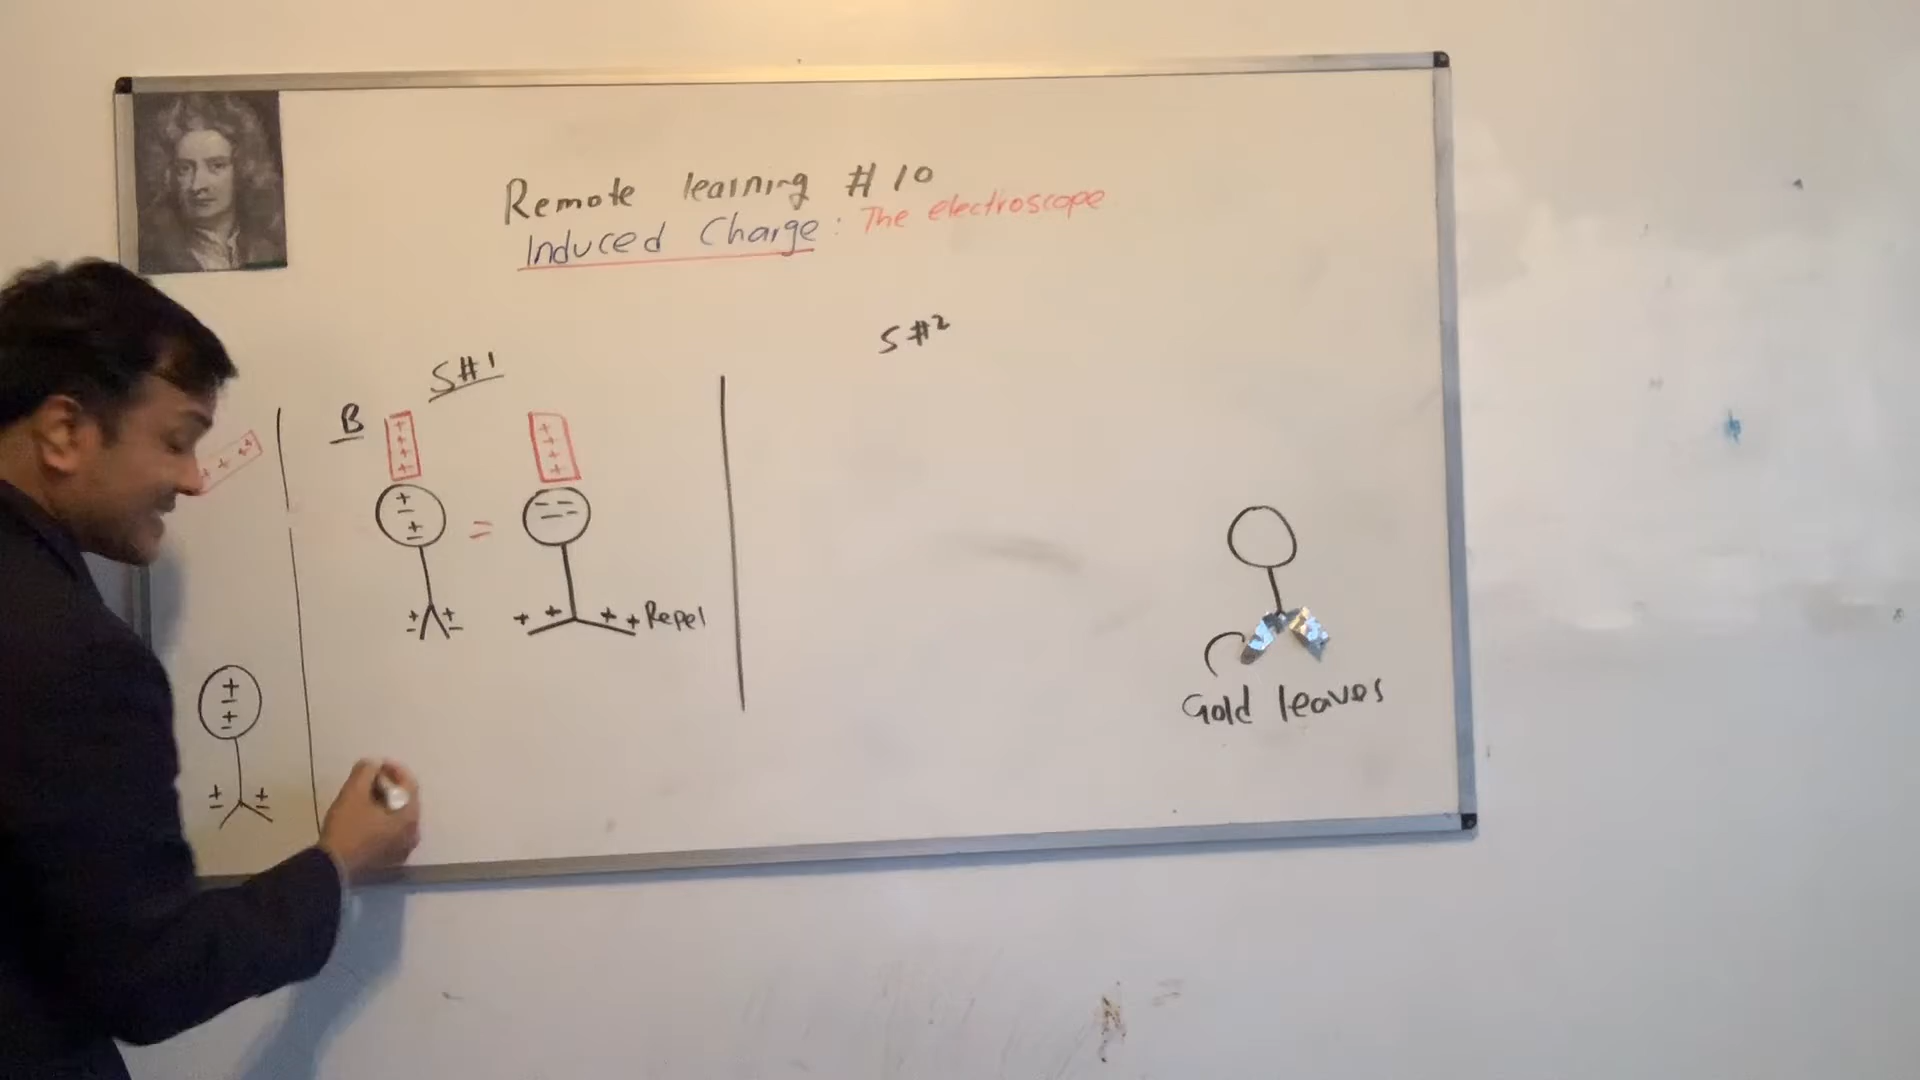 Remote learning #10
Induced Charge: The electroscope
S#1
S#2
B
+ + + +
+ + + +
+ + + +
+
-
+
-
-- --
=
+ + + + Repel
+ +
- -
+
-
+
-
+ +
- -
Gold leaves